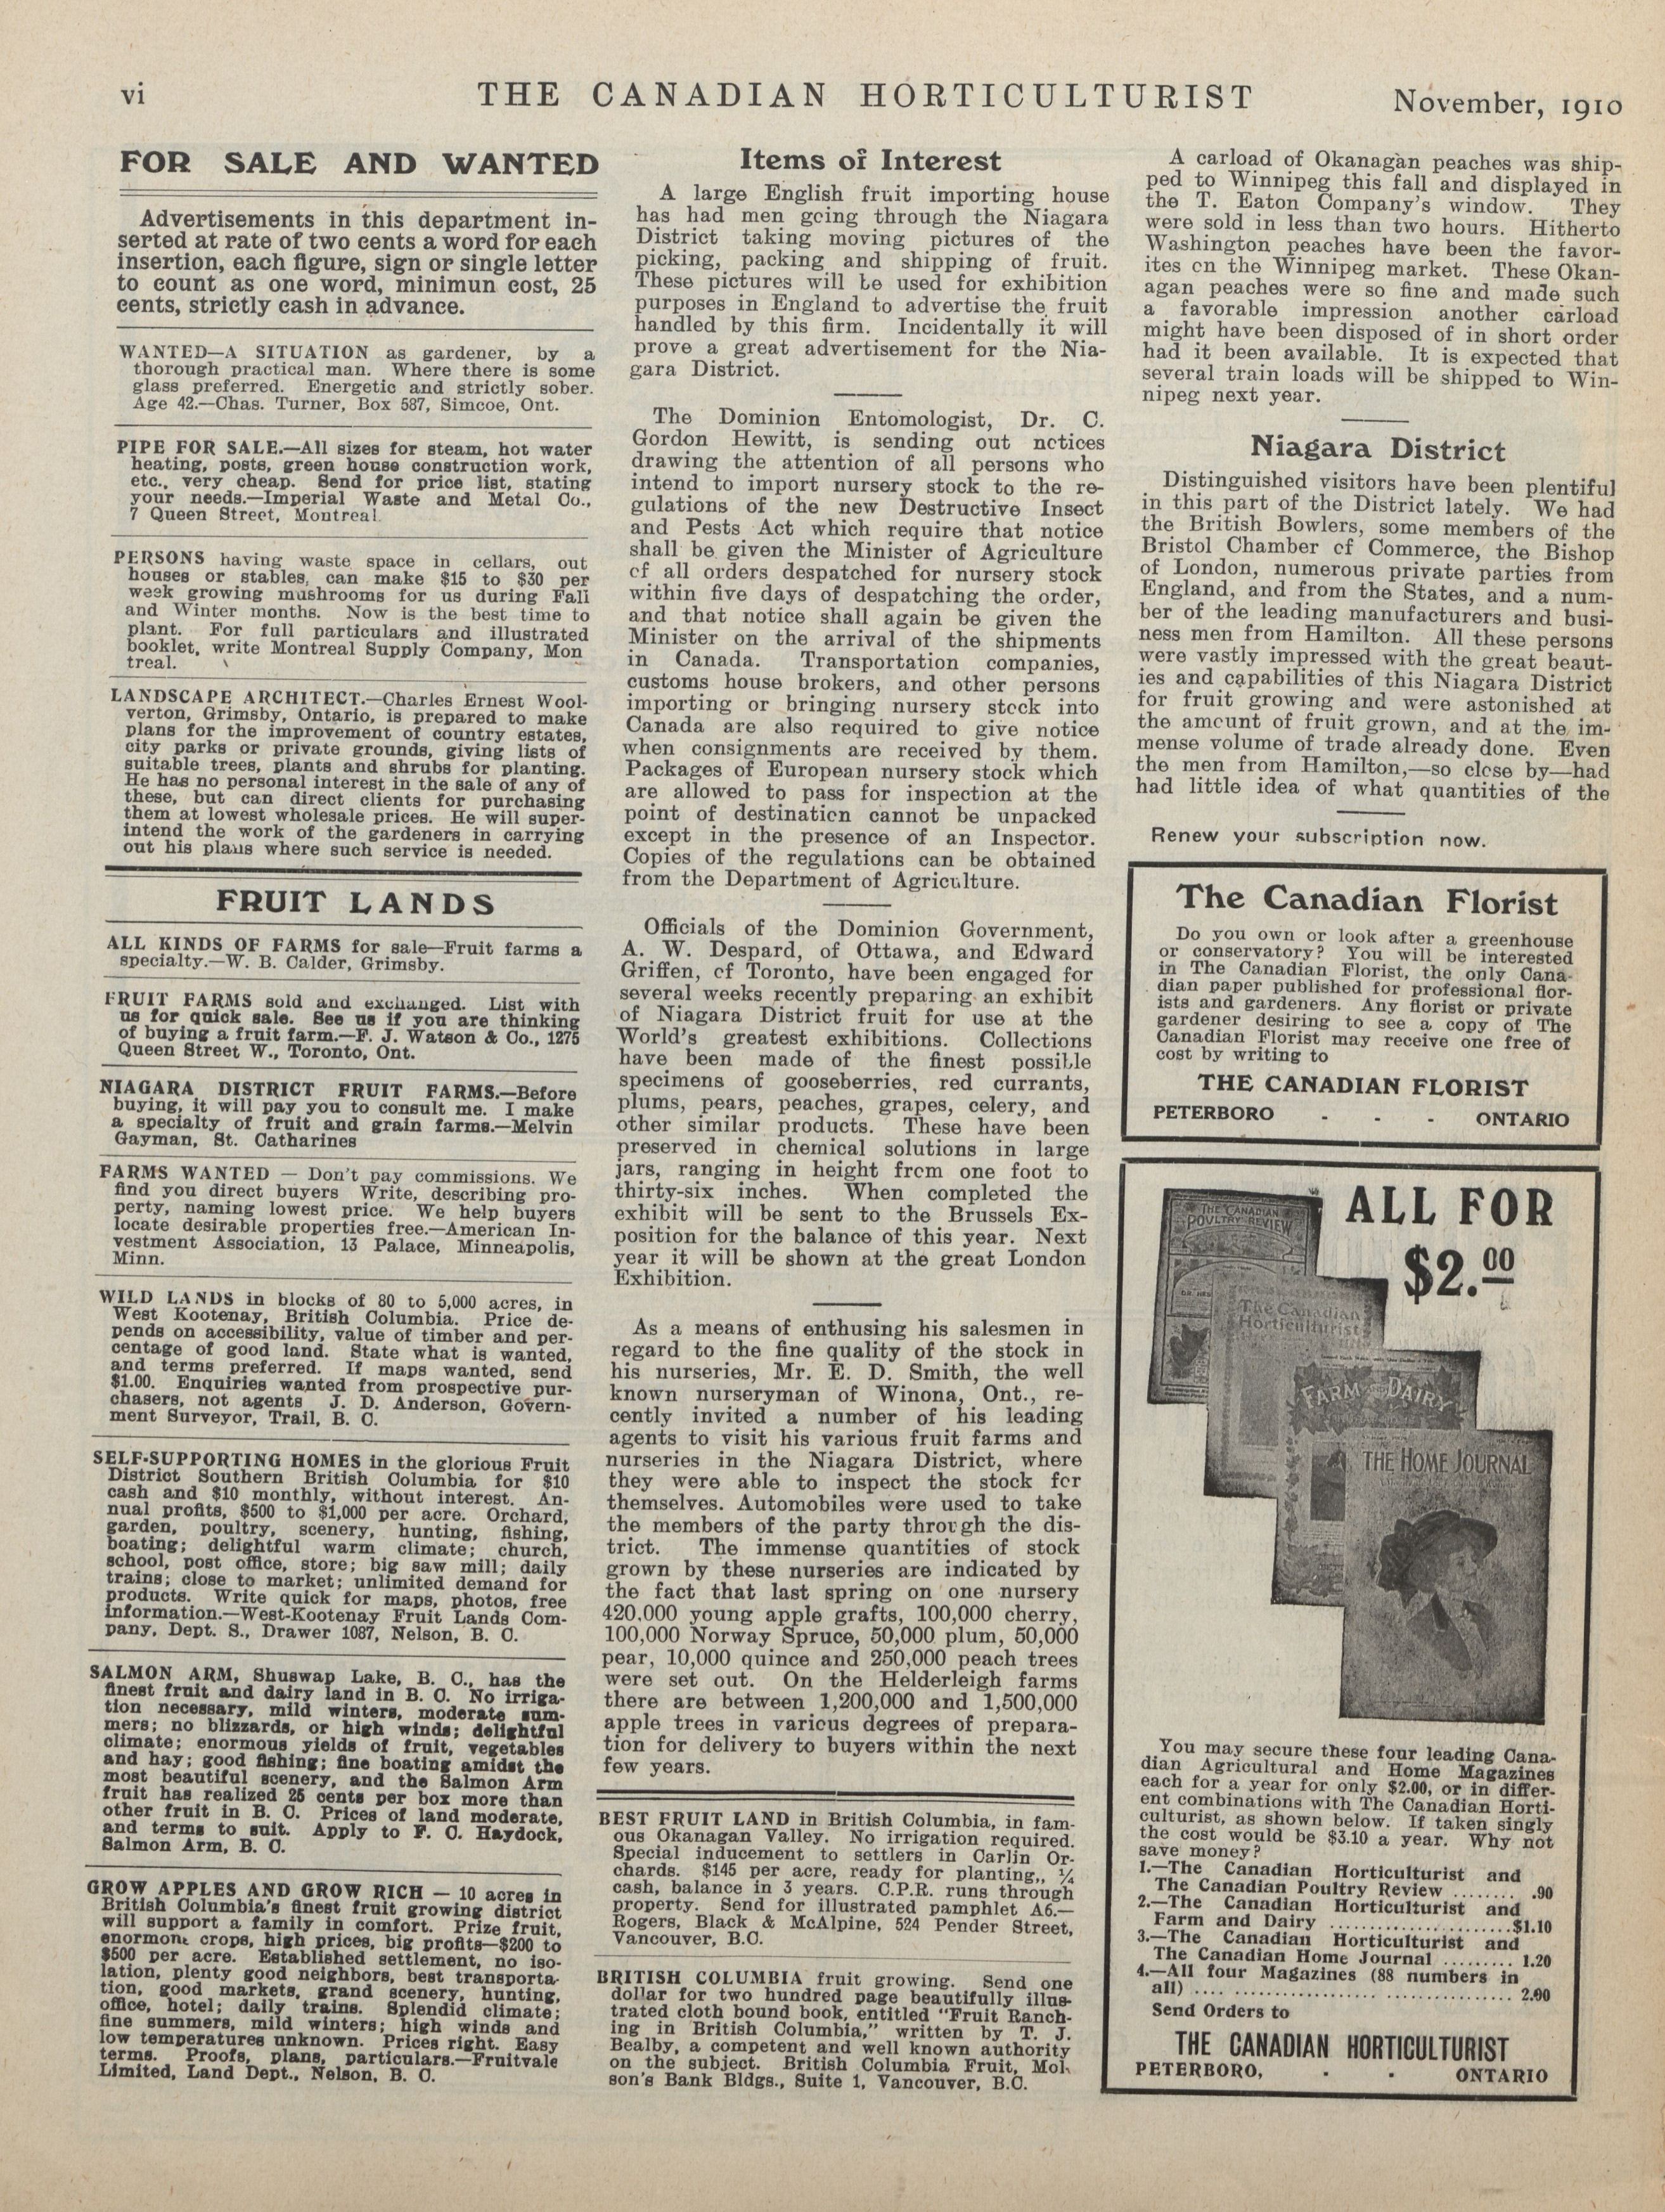 vi
THE CANADIAN HORTICULTURIST
November, 1910
FOR SALE AND WANTED
Advertisements in this department in-
serted at rate of two cents a word for each
insertion, each figure, sign or single letter
to count as one word, minimun cost, 25
cents, strictly cash in advance.
WANTED—A SITUATION as gardener, by a
thorough practical man. Where there is some
glass preferred. Energetic and strictly sober.
Age 42.—Chas. Turner, Box 587, Simcoe, Ont.
PIPE FOR SALE.—All sizes for steam, hot water
heating, posts, green house construction work,
etc., very cheap. Send for price list, stating
your needs.—Imperial Waste and Metal Co.,
7 Queen Street, Montreal.
PERSONS having waste space in cellars, out
houses or stables, can make $15 to $30 per
week growing mushrooms for us during Fall
and Winter months. Now is the best time to
plant. For full particulars and illustrated
booklet, write Montreal Supply Company, Mon
treal.
LANDSCAPE ARCHITECT.—Charles Ernest Wool-
verton, Grimsby, Ontario, is prepared to make
plans for the improvement of country estates,
city parks or private grounds, giving lists of
suitable trees, plants and shrubs for planting.
He has no personal interest in the sale of any of
these, but can direct clients for purchasing
them at lowest wholesale prices. He will super-
intend the work of the gardeners in carrying
out his plans where such service is needed.
FRUIT LANDS
ALL KINDS OF FARMS for sale—Fruit farms a
specialty.—W. B. Calder, Grimsby.
FRUIT FARMS sold and exchanged. List with
us for quick sale. See us if you are thinking
of buying a fruit farm.—F. J. Watson & Co., 1275
Queen Street W., Toronto, Ont.
NIAGARA DISTRICT FRUIT FARMS.—Before
buying, it will pay you to consult me. I make
a specialty of fruit and grain farms.—Melvin
Gayman, St. Catharines
FARMS WANTED — Don't pay commissions. We
find you direct buyers Write, describing pro-
perty, naming lowest price. We help buyers
locate desirable properties free.—American In-
vestment Association, 13 Palace, Minneapolis,
Minn.
WILD LANDS in blocks of 80 to 5,000 acres, in
West Kootenay, British Columbia. Price de-
pends on accessibility, value of timber and per-
centage of good land. State what is wanted,
and terms preferred. If maps wanted, send
$1.00. Enquiries wanted from prospective pur-
chasers, not agents J. D. Anderson, Govern-
ment Surveyor, Trail, B. C.
SELF-SUPPORTING HOMES in the glorious Fruit
District Southern British Columbia for $10
cash and $10 monthly, without interest. An-
nual profits, $500 to $1,000 per acre. Orchard,
garden, poultry, scenery, hunting, fishing,
boating; delightful warm climate; church,
school, post office, store; big saw mill; daily
trains; close to market; unlimited demand for
products. Write quick for maps, photos, free
information.—West-Kootenay Fruit Lands Com-
pany, Dept. S., Drawer 1087, Nelson, B. C.
SALMON ARM, Shuswap Lake, B. C., has the
finest fruit and dairy land in B. C. No irriga-
tion necessary, mild winters, moderate sum-
mers; no blizzards, or high winds; delightful
climate; enormous yields of fruit, vegetables
and hay; good fishing; fine boating amidst the
most beautiful scenery, and the Salmon Arm
fruit has realized 25 cents per box more than
other fruit in B. C. Prices of land moderate,
and terms to suit. Apply to F. C. Haydock,
Salmon Arm, B. C.
GROW APPLES AND GROW RICH — 10 acres in
British Columbia's finest fruit growing district
will support a family in comfort. Prize fruit,
enormous crops, high prices, big profits—$200 to
$500 per acre. Established settlement, no iso-
lation, plenty good neighbors, best transporta-
tion, good markets, grand scenery, hunting,
office, hotel; daily trains. Splendid climate;
fine summers, mild winters; high winds and
low temperatures unknown. Prices right. Easy
terms. Proofs, plans, particulars.—Fruitvale
Limited, Land Dept., Nelson, B. C.
Items of Interest
A large English fruit importing house
has had men going through the Niagara
District taking moving pictures of the
picking, packing and shipping of fruit.
These pictures will be used for exhibition
purposes in England to advertise the fruit
handled by this firm. Incidentally it will
prove a great advertisement for the Nia-
gara District.
The Dominion Entomologist, Dr. C.
Gordon Hewitt, is sending out notices
drawing the attention of all persons who
intend to import nursery stock to the re-
gulations of the new Destructive Insect
and Pests Act which require that notice
shall be given the Minister of Agriculture
of all orders despatched for nursery stock
within five days of despatching the order,
and that notice shall again be given the
Minister on the arrival of the shipments
in Canada. Transportation companies,
customs house brokers, and other persons
importing or bringing nursery stock into
Canada are also required to give notice
when consignments are received by them.
Packages of European nursery stock which
are allowed to pass for inspection at the
point of destination cannot be unpacked
except in the presence of an Inspector.
Copies of the regulations can be obtained
from the Department of Agriculture.
Officials of the Dominion Government,
A. W. Despard, of Ottawa, and Edward
Griffen, of Toronto, have been engaged for
several weeks recently preparing an exhibit
of Niagara District fruit for use at the
World's greatest exhibitions. Collections
have been made of the finest possible
specimens of gooseberries, red currants,
plums, pears, peaches, grapes, celery, and
other similar products. These have been
preserved in chemical solutions in large
jars, ranging in height from one foot to
thirty-six inches. When completed the
exhibit will be sent to the Brussels Ex-
position for the balance of this year. Next
year it will be shown at the great London
Exhibition.
As a means of enthusing his salesmen in
regard to the fine quality of the stock in
his nurseries, Mr. E. D. Smith, the well
known nurseryman of Winona, Ont., re-
cently invited a number of his leading
agents to visit his various fruit farms and
nurseries in the Niagara District, where
they were able to inspect the stock for
themselves. Automobiles were used to take
the members of the party through the dis-
trict. The immense quantities of stock
grown by these nurseries are indicated by
the fact that last spring on one nursery
420,000 young apple grafts, 100,000 cherry,
100,000 Norway Spruce, 50,000 plum, 50,000
pear, 10,000 quince and 250,000 peach trees
were set out. On the Helderleigh farms
there are between 1,200,000 and 1,500,000
apple trees in various degrees of prepara-
tion for delivery to buyers within the next
few years.
BEST FRUIT LAND in British Columbia, in fam-
ous Okanagan Valley. No irrigation required.
Special inducement to settlers in Carlin Or-
chards. $145 per acre, ready for planting,, ¼
cash, balance in 3 years. C.P.R. runs through
property. Send for illustrated pamphlet A6.—
Rogers, Black & McAlpine, 524 Pender Street,
Vancouver, B.C.
BRITISH COLUMBIA fruit growing. Send one
dollar for two hundred page beautifully illus-
trated cloth bound book, entitled "Fruit Ranch-
ing in British Columbia," written by T. J.
Bealby, a competent and well known authority
on the subject. British Columbia Fruit, Mol-
son's Bank Bldgs., Suite 1, Vancouver, B.C.
A carload of Okanagan peaches was ship-
ped to Winnipeg this fall and displayed in
the T. Eaton Company's window. They
were sold in less than two hours. Hitherto
Washington peaches have been the favor-
ites on the Winnipeg market. These Okan-
agan peaches were so fine and made such
a favorable impression another carload
might have been disposed of in short order
had it been available. It is expected that
several train loads will be shipped to Win-
nipeg next year.
Niagara District
Distinguished visitors have been plentiful
in this part of the District lately. We had
the British Bowlers, some members of the
Bristol Chamber of Commerce, the Bishop
of London, numerous private parties from
England, and from the States, and a num-
ber of the leading manufacturers and busi-
ness men from Hamilton. All these persons
were vastly impressed with the great beaut-
ies and capabilities of this Niagara District
for fruit growing and were astonished at
the amount of fruit grown, and at the im-
mense volume of trade already done. Even
the men from Hamilton,—so close by—had
had little idea of what quantities of the
Renew your subscription now.
The Canadian Florist
Do you own or look after a greenhouse
or conservatory? You will be interested
in The Canadian Florist, the only Cana-
dian paper published for professional flor-
ists and gardeners. Any florist or private
gardener desiring to see a copy of The
Canadian Florist may receive one free of
cost by writing to
THE CANADIAN FLORIST
PETERBORO - - - ONTARIO
ALL FOR
$2.00
THE CANADIAN
POULTRY REVIEW
The Canadian
Horticulturist
FARM AND DAIRY
THE HOME JOURNAL
You may secure these four leading Cana-
dian Agricultural and Home Magazines
each for a year for only $2.00, or in differ-
ent combinations with The Canadian Horti-
culturist, as shown below. If taken singly
the cost would be $3.10 a year. Why not
save money?
1.—The Canadian Horticulturist and
The Canadian Poultry Review ........ .90
2.—The Canadian Horticulturist and
Farm and Dairy .......................$1.10
3.—The Canadian Horticulturist and
The Canadian Home Journal ......... 1.20
4.—All four Magazines (88 numbers in
all) .... .................................... 2.00
Send Orders to
THE CANADIAN HORTICULTURIST
PETERBORO, - - ONTARIO